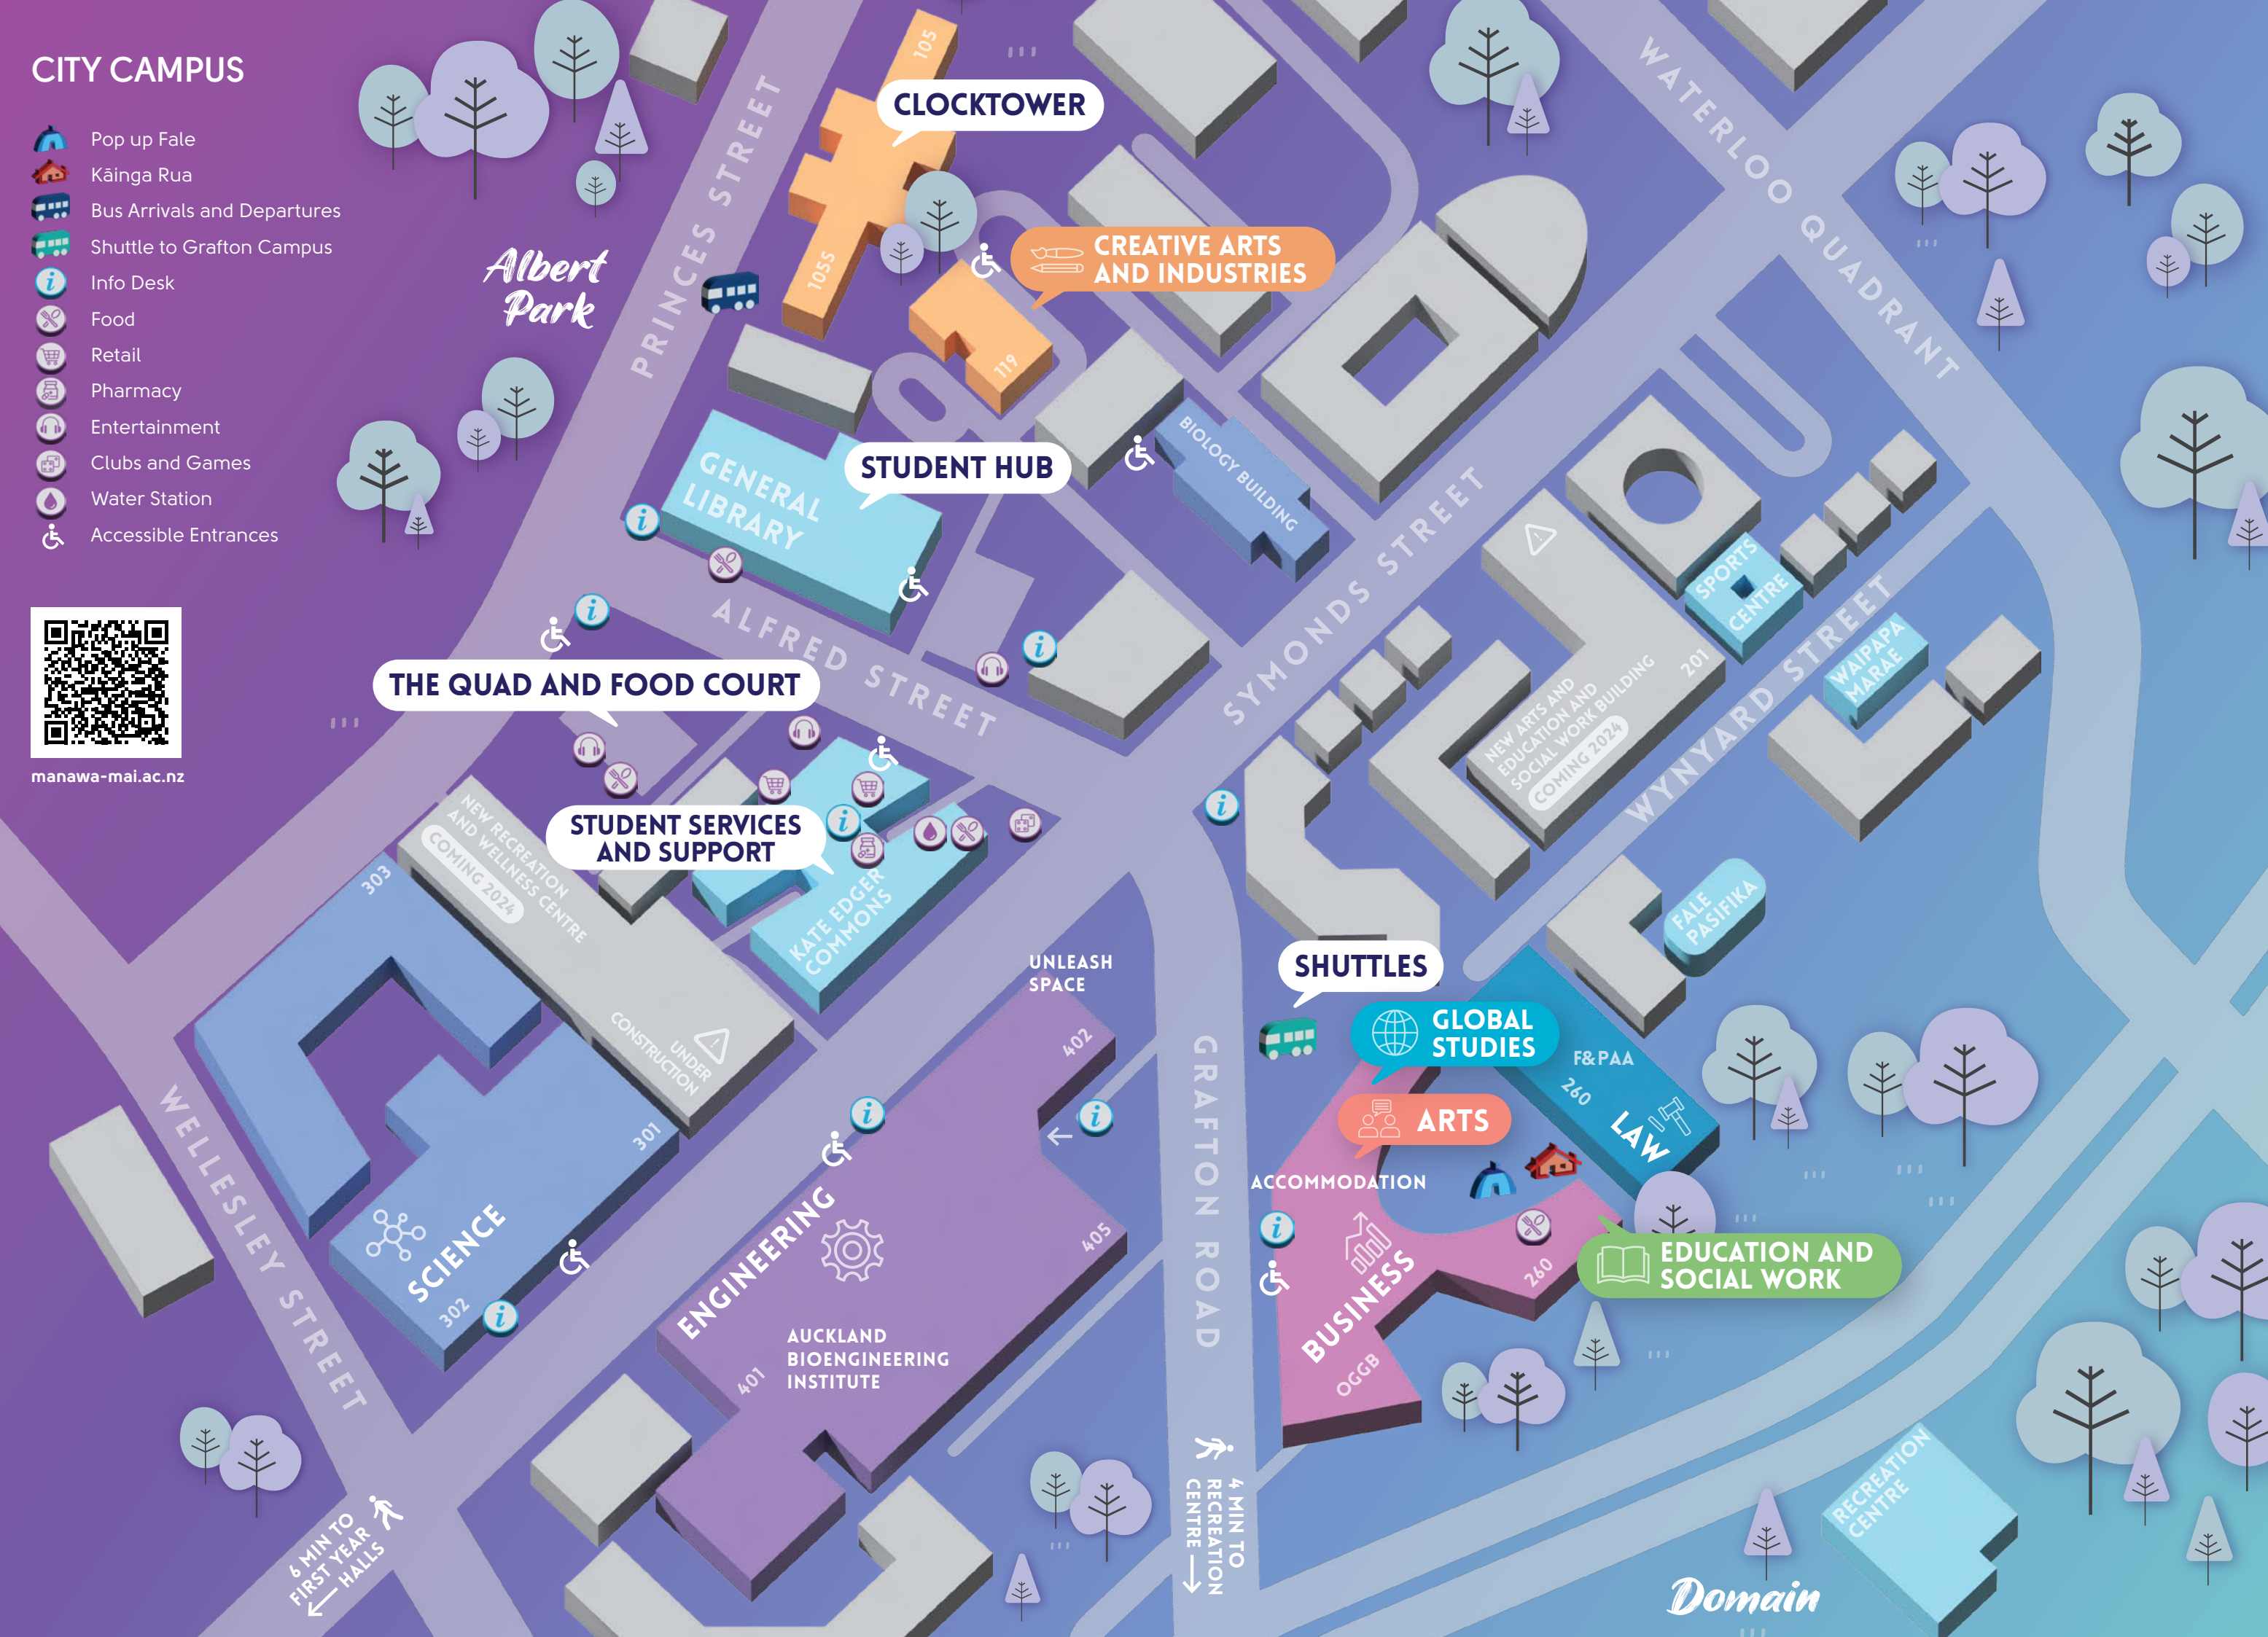 CITY CAMPUS
Pop up Fale
Kāinga Rua
Bus Arrivals and Departures
Shuttle to Grafton Campus
Info Desk
Food
Retail
Pharmacy
Entertainment
Clubs and Games
Water Station
Accessible Entrances
manawa-mai.ac.nz
Albert
Park
PRINCES STREET
105
CLOCKTOWER
105S
CREATIVE ARTS
AND INDUSTRIES
119
WATERLOO QUADRANT
GENERAL
LIBRARY
STUDENT HUB
BIOLOGY BUILDING
SYMONDS STREET
ALFRED STREET
SPORTS
CENTRE
WAIPAPA
MARAE
WYNYARD STREET
NEW ARTS AND
EDUCATION AND
SOCIAL WORK BUILDING
COMING 2024
201
THE QUAD AND FOOD COURT
STUDENT SERVICES
AND SUPPORT
KATE EDGER
COMMONS
NEW RECREATION
AND WELLNESS CENTRE
COMING 2024
UNDER
CONSTRUCTION
303
301
SCIENCE
302
WELLESLEY STREET
UNLEASH
SPACE
402
405
ENGINEERING
AUCKLAND
BIOENGINEERING
INSTITUTE
401
GRAFTON ROAD
SHUTTLES
FALE
PASIFIKA
GLOBAL
STUDIES
F&PAA
260
LAW
ARTS
ACCOMMODATION
BUSINESS
260
OGGB
EDUCATION AND
SOCIAL WORK
4 MIN TO
RECREATION
CENTRE
6 MIN TO
FIRST YEAR
HALLS
RECREATION
CENTRE
Domain